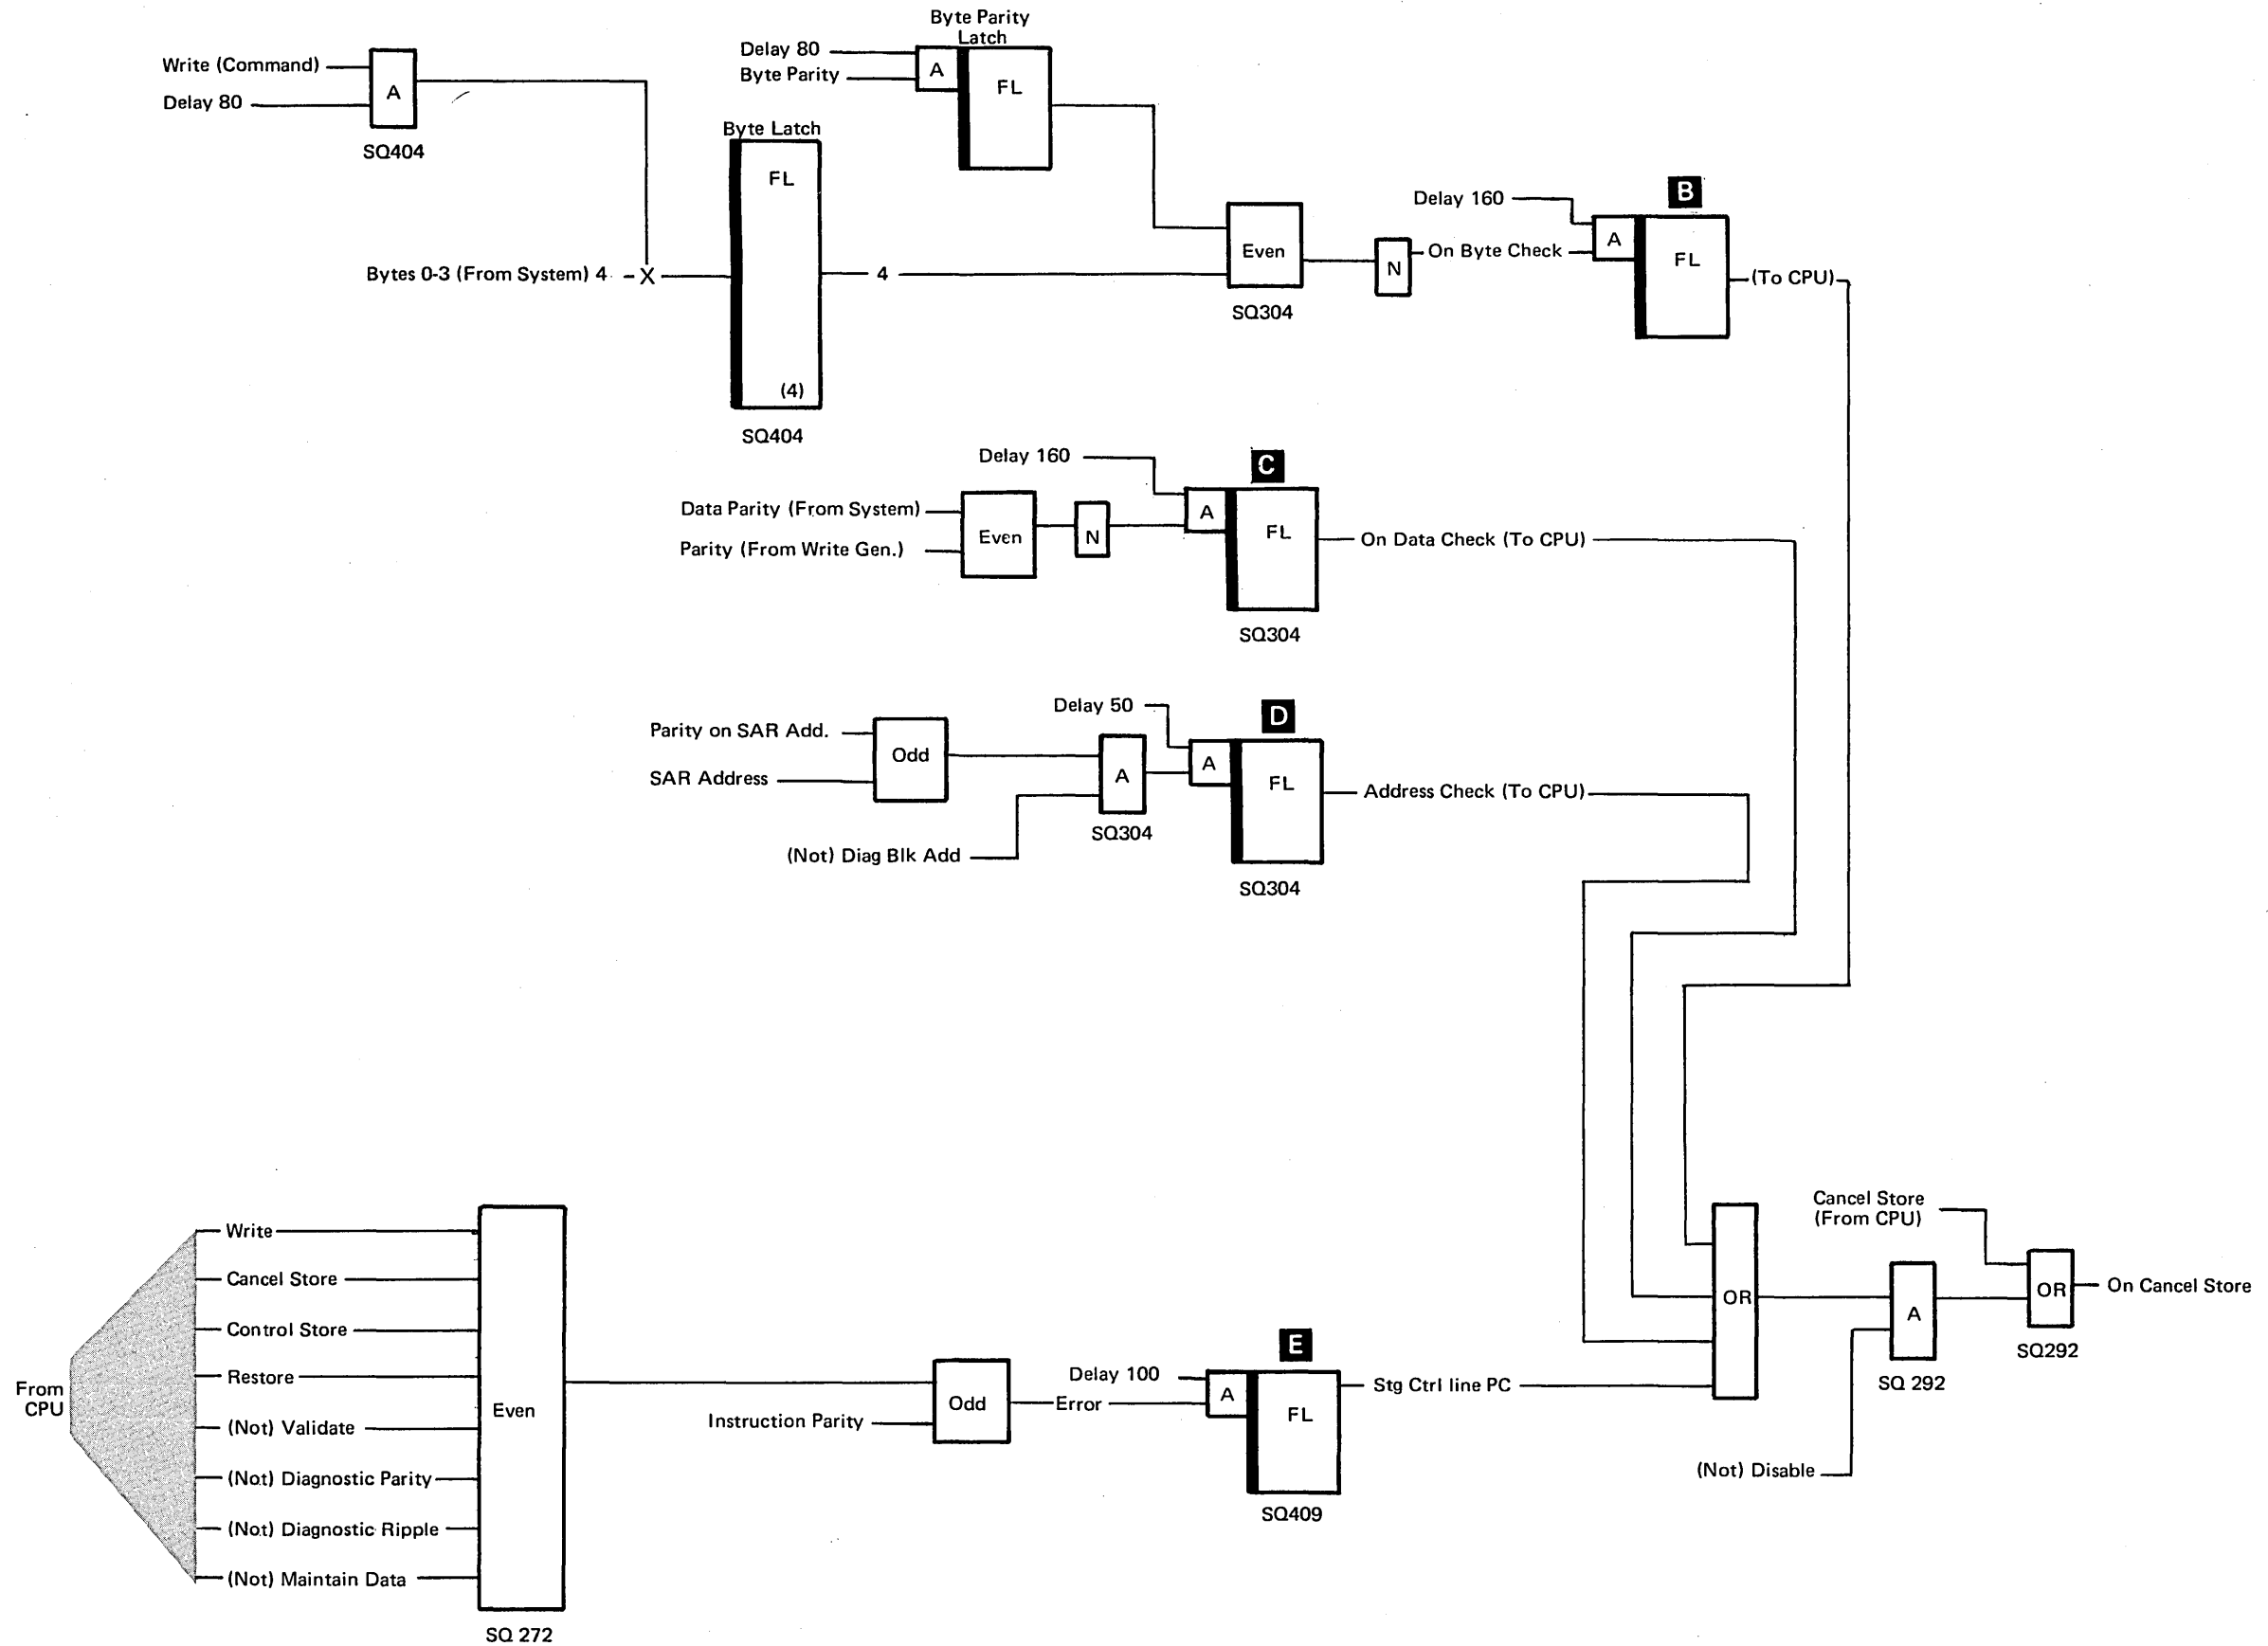 Byte Parity
Latch
Delay 80
Byte Parity
A
FL
Write (Command)
Delay 80
A
SQ404
Byte Latch
FL
(4)
SQ404
Bytes 0-3 (From System) 4
X
4
Even
SQ304
N
On Byte Check
Delay 160
B
A
FL
(To CPU)
Delay 160
C
Data Parity (From System)
Parity (From Write Gen.)
Even
N
A
FL
On Data Check (To CPU)
SQ304
Delay 50
D
Parity on SAR Add.
SAR Address
Odd
A
SQ304
(Not) Diag Blk Add
A
FL
Address Check (To CPU)
SQ304
From
CPU
Write
Cancel Store
Control Store
Restore
(Not) Validate
(Not) Diagnostic Parity
(Not) Diagnostic Ripple
(Not) Maintain Data
Even
SQ 272
Instruction Parity
Odd
Error
Delay 100
E
A
FL
SQ409
Stg Ctrl line PC
OR
Cancel Store
(From CPU)
A
SQ 292
(Not) Disable
OR
SQ292
On Cancel Store